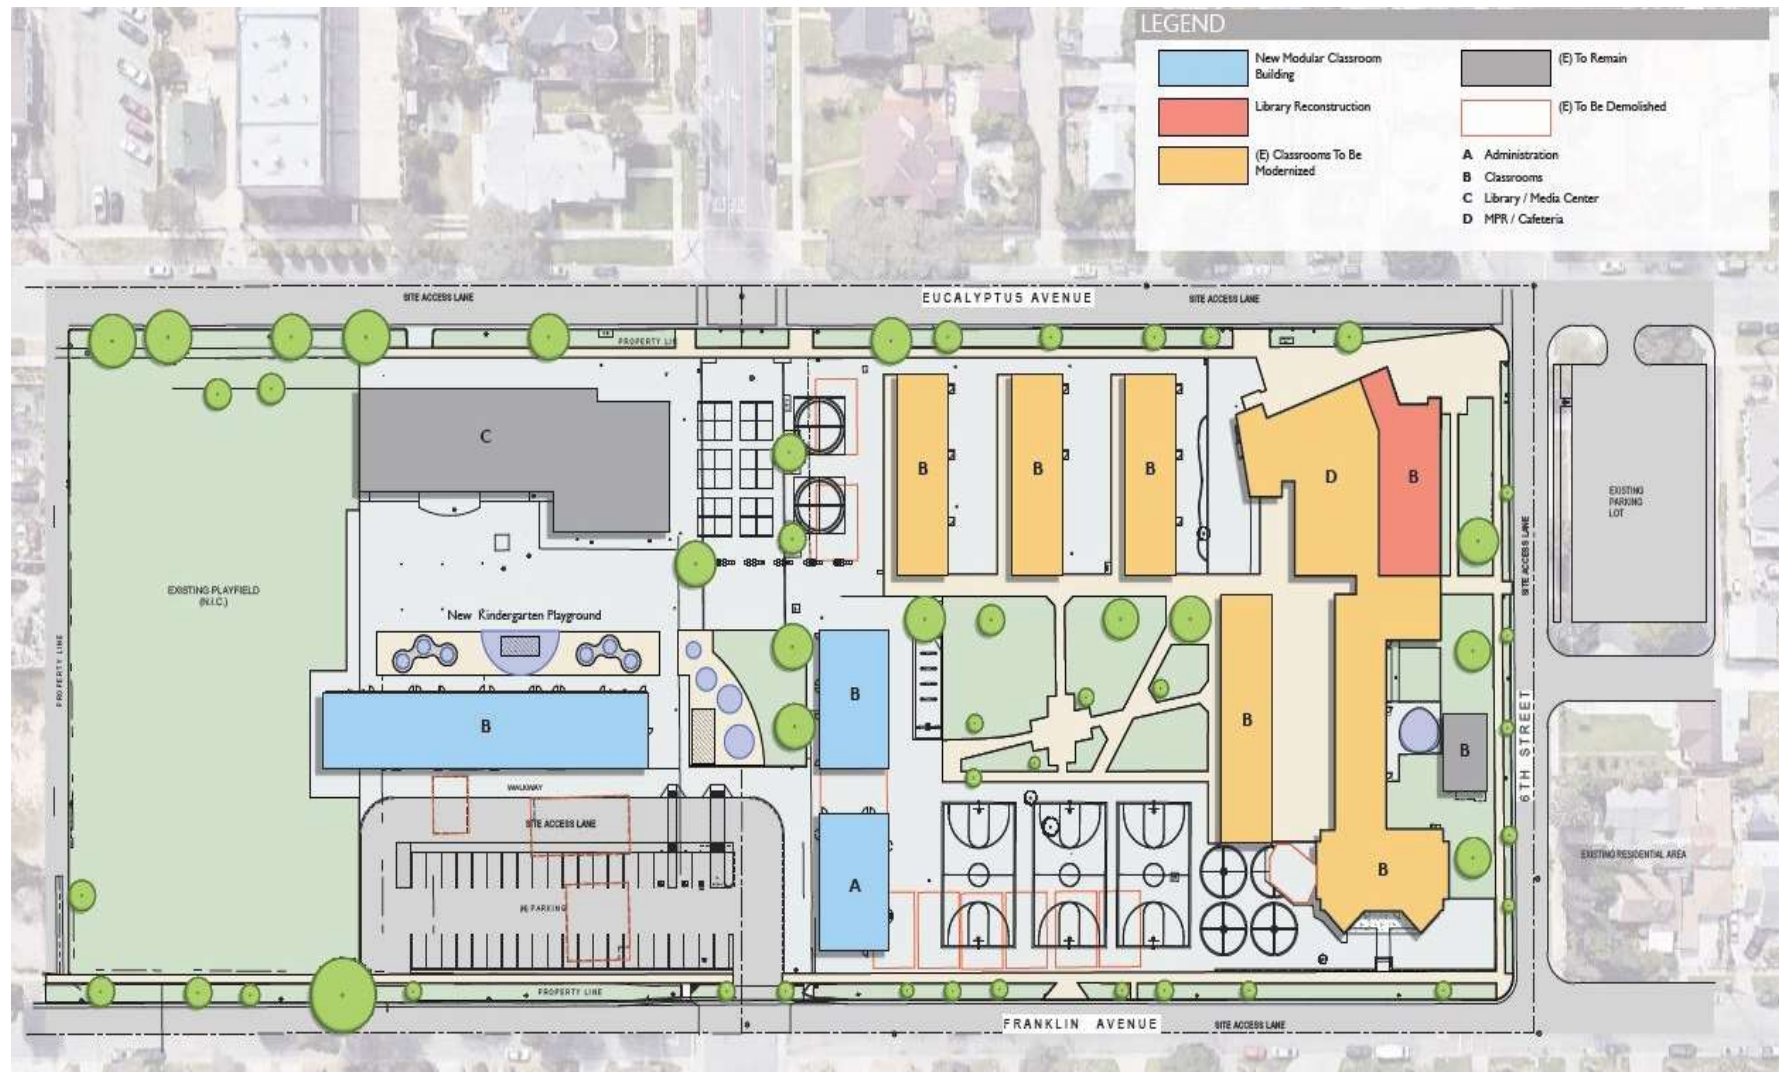 LEGEND
New Modular Classroom
Building
Library Reconstruction
(E) Classrooms To Be
Modernized
(E) To Remain
(E) To Be Demolished
A Administration
B Classrooms
C Library / Media Center
D MPR / Cafeteria
SITE ACCESS LANE
EUCALYPTUS AVENUE
SITE ACCESS LANE
PROPERTY LIN
C
B
B
B
D
B
EXISTING
PARKING
LOT
SITE ACCESS LANE
EXISTING PLAYFIELD
(N.I.C.)
New Kindergarten Playground
PROPERTY LINE
B
B
B
B
6TH STREET
WALKWAY
SITE ACCESS LANE
(N) PARKING
A
B
EXISTING RESIDENTIAL AREA
PROPERTY LINE
FRANKLIN AVENUE
SITE ACCESS LANE